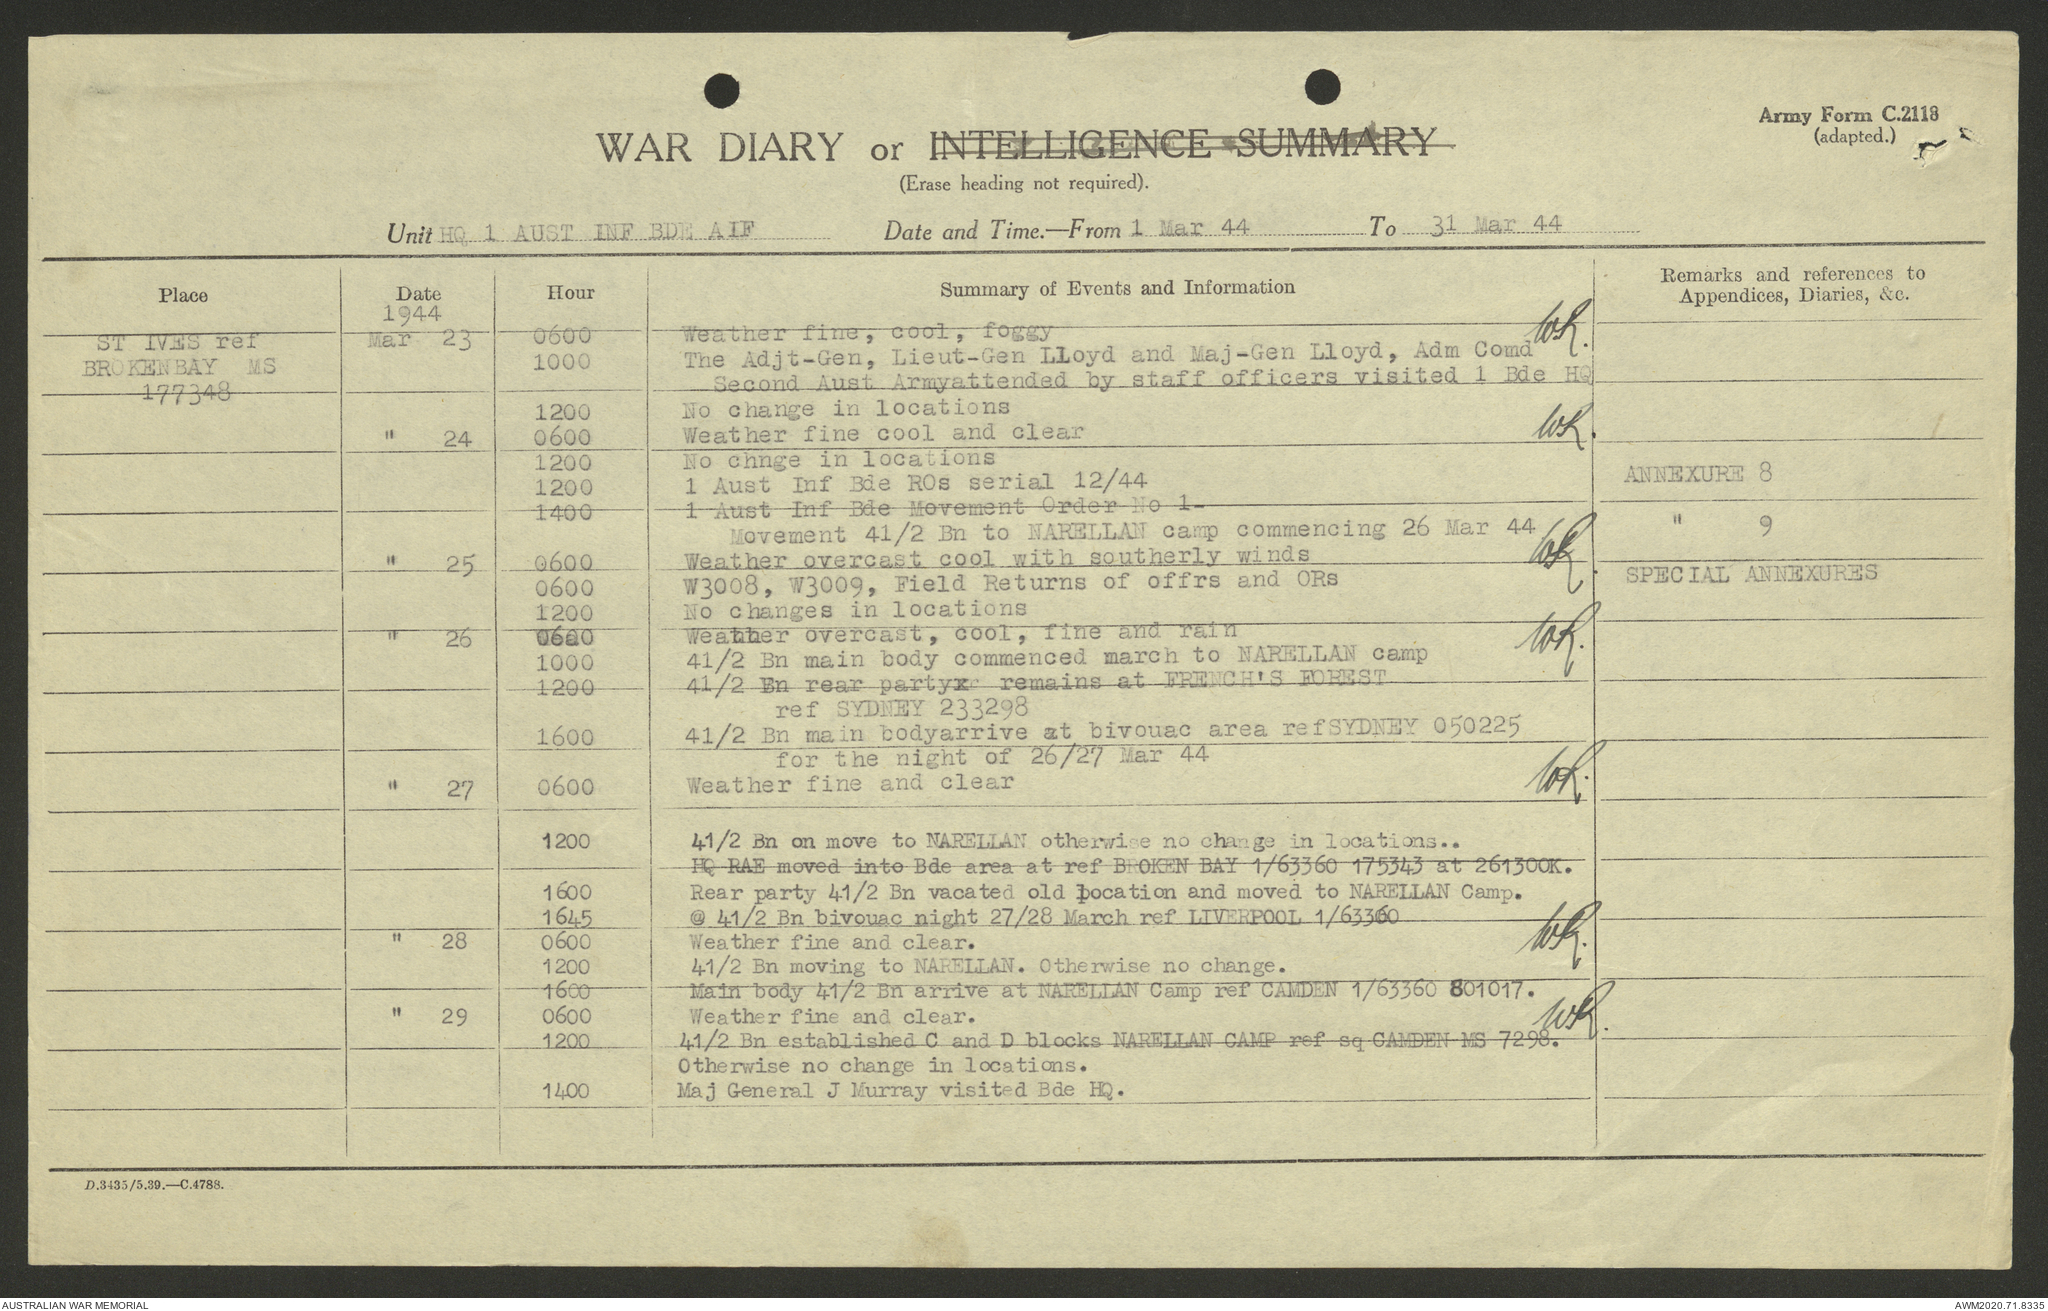 Army Form C.2118
(adapted.)
WAR DIARY or INTELLIGENCE SUMMARY
(Erase heading not required).
Unit HQ 1 AUST INF BDE AIF Date and Time.—From 1 Mar 44 To 31 Mar 44
Place Date Hour Summary of Events and Information Remarks and references to Appendices, Diaries, &c.
1944
ST IVES ref Mar 23 0600 Weather fine, cool, foggy WR.
BROKENBAY MS 1000 The Adjt-Gen, Lieut-Gen LLoyd and Maj-Gen Lloyd, Adm Comd
177348 Second Aust Armyattended by staff officers visited 1 Bde HQ
1200 No change in locations
" 24 0600 Weather fine cool and clear WR.
1200 No chnge in locations
1200 1 Aust Inf Bde ROs serial 12/44 ANNEXURE 8
1400 1 Aust Inf Bde Movement Order No 1-
Movement 41/2 Bn to NARELLAN camp commencing 26 Mar 44 " 9
" 25 0600 Weather overcast cool with southerly winds WR.
0600 W3008, W3009, Field Returns of offrs and ORs SPECIAL ANNEXURES
1200 No changes in locations
" 26 0600 Weather overcast, cool, fine and rain WR.
1000 41/2 Bn main body commenced march to NARELLAN camp
1200 41/2 Bn rear party remains at FRENCH'S FOREST
ref SYDNEY 233298
1600 41/2 Bn main bodyarrive at bivouac area refSYDNEY 050225
for the night of 26/27 Mar 44
" 27 0600 Weather fine and clear WR.
1200 41/2 Bn on move to NARELLAN otherwise no change in locations..
HQ RAE moved into Bde area at ref BROKEN BAY 1/63360 175343 at 261300K.
1600 Rear party 41/2 Bn vacated old location and moved to NARELLAN Camp.
1645 @ 41/2 Bn bivouac night 27/28 March ref LIVERPOOL 1/63360
" 28 0600 Weather fine and clear. WR.
1200 41/2 Bn moving to NARELLAN. Otherwise no change.
1600 Main body 41/2 Bn arrive at NARELLAN Camp ref CAMDEN 1/63360 801017.
" 29 0600 Weather fine and clear. WR.
1200 41/2 Bn established C and D blocks NARELLAN CAMP ref sq CAMDEN MS 7298.
Otherwise no change in locations.
1400 Maj General J Murray visited Bde HQ.
D.3435/5.39.—C.4788.
AUSTRALIAN WAR MEMORIAL AWM2020.71.8335